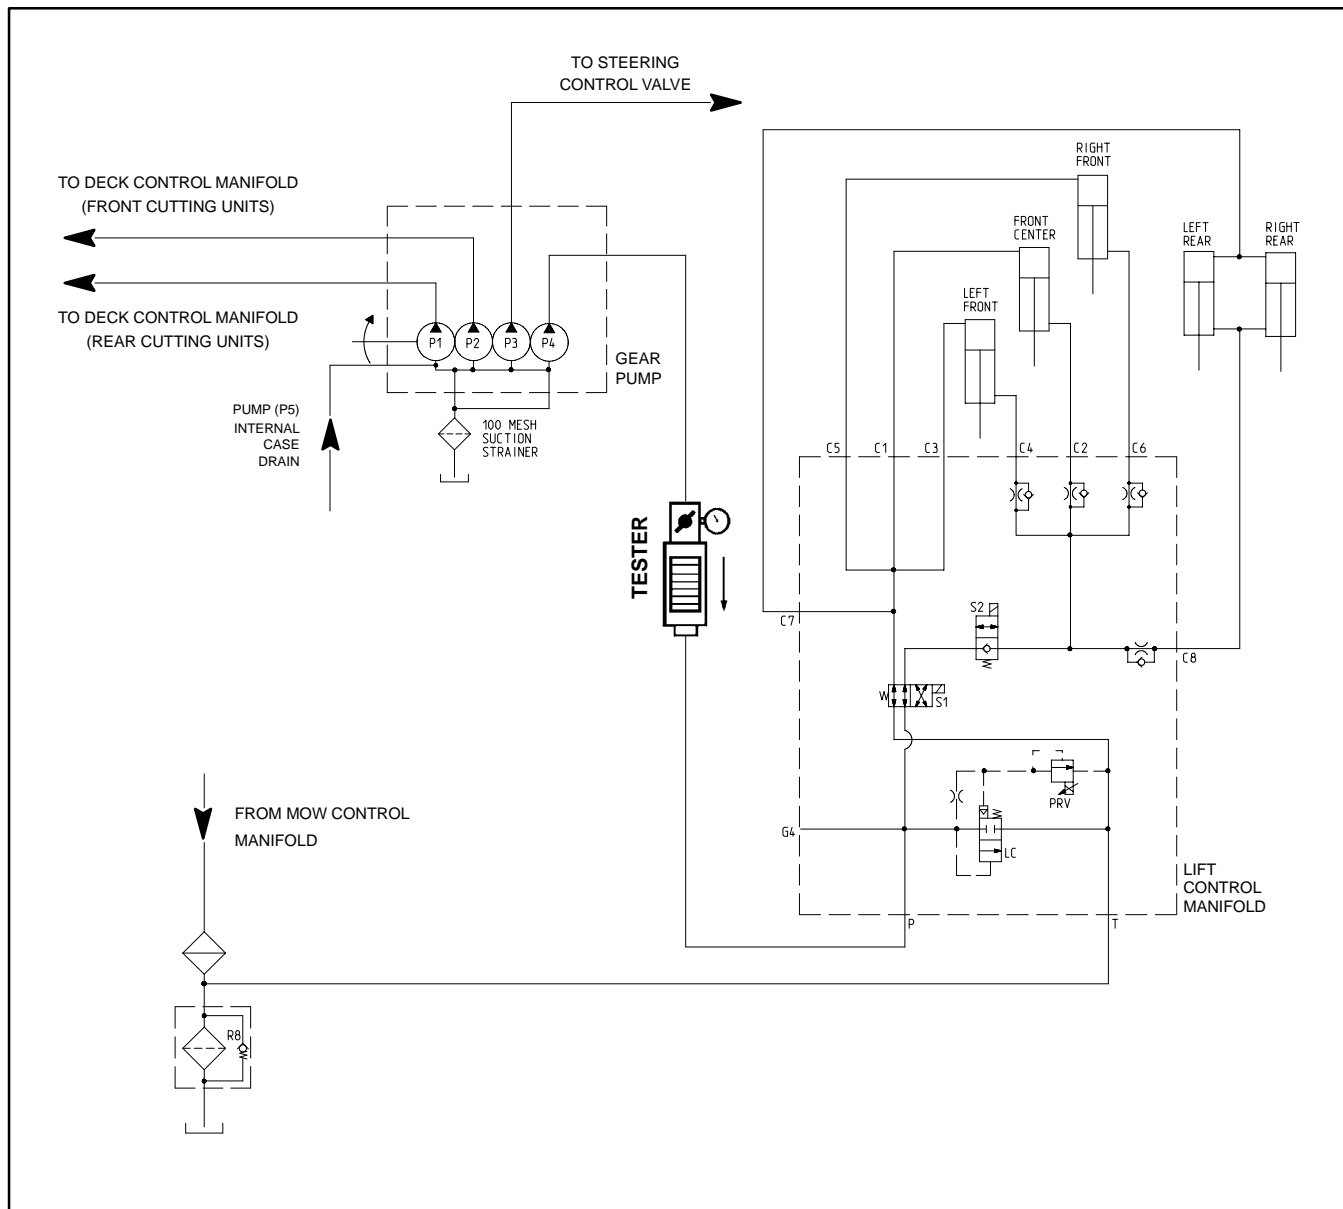 TO STEERING
CONTROL VALVE
RIGHT
FRONT
TO DECK CONTROL MANIFOLD
(FRONT CUTTING UNITS)
FRONT
CENTER
LEFT
REAR
RIGHT
REAR
LEFT
FRONT
TO DECK CONTROL MANIFOLD
(REAR CUTTING UNITS)
P1
P2
P3
P4
GEAR
PUMP
PUMP (P5)
INTERNAL
CASE
DRAIN
100 MESH
SUCTION
STRAINER
C5
C1
C3
C4
C2
C6
TESTER
S2
C7
C8
W
S1
PRV
G4
LC
FROM MOW CONTROL
MANIFOLD
LIFT
CONTROL
MANIFOLD
P
T
R8